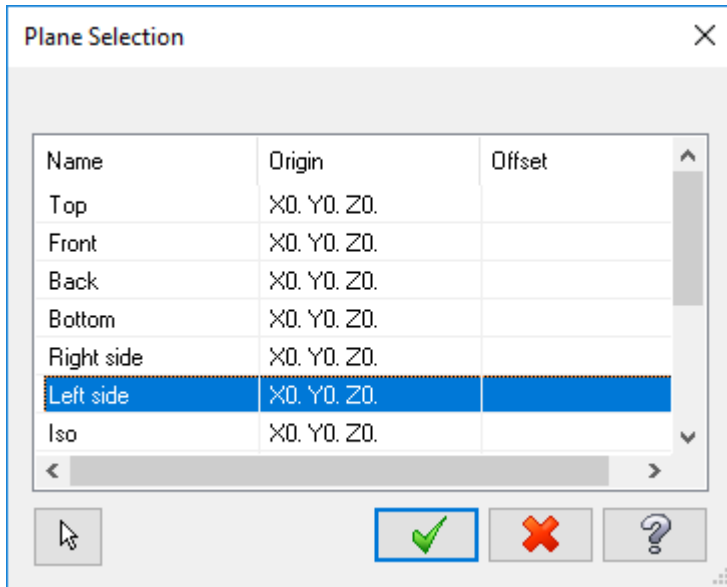 Plane Selection
Name Origin Offset
Top X0. Y0. Z0.
Front X0. Y0. Z0.
Back X0. Y0. Z0.
Bottom X0. Y0. Z0.
Right side X0. Y0. Z0.
Left side X0. Y0. Z0.
Iso X0. Y0. Z0.